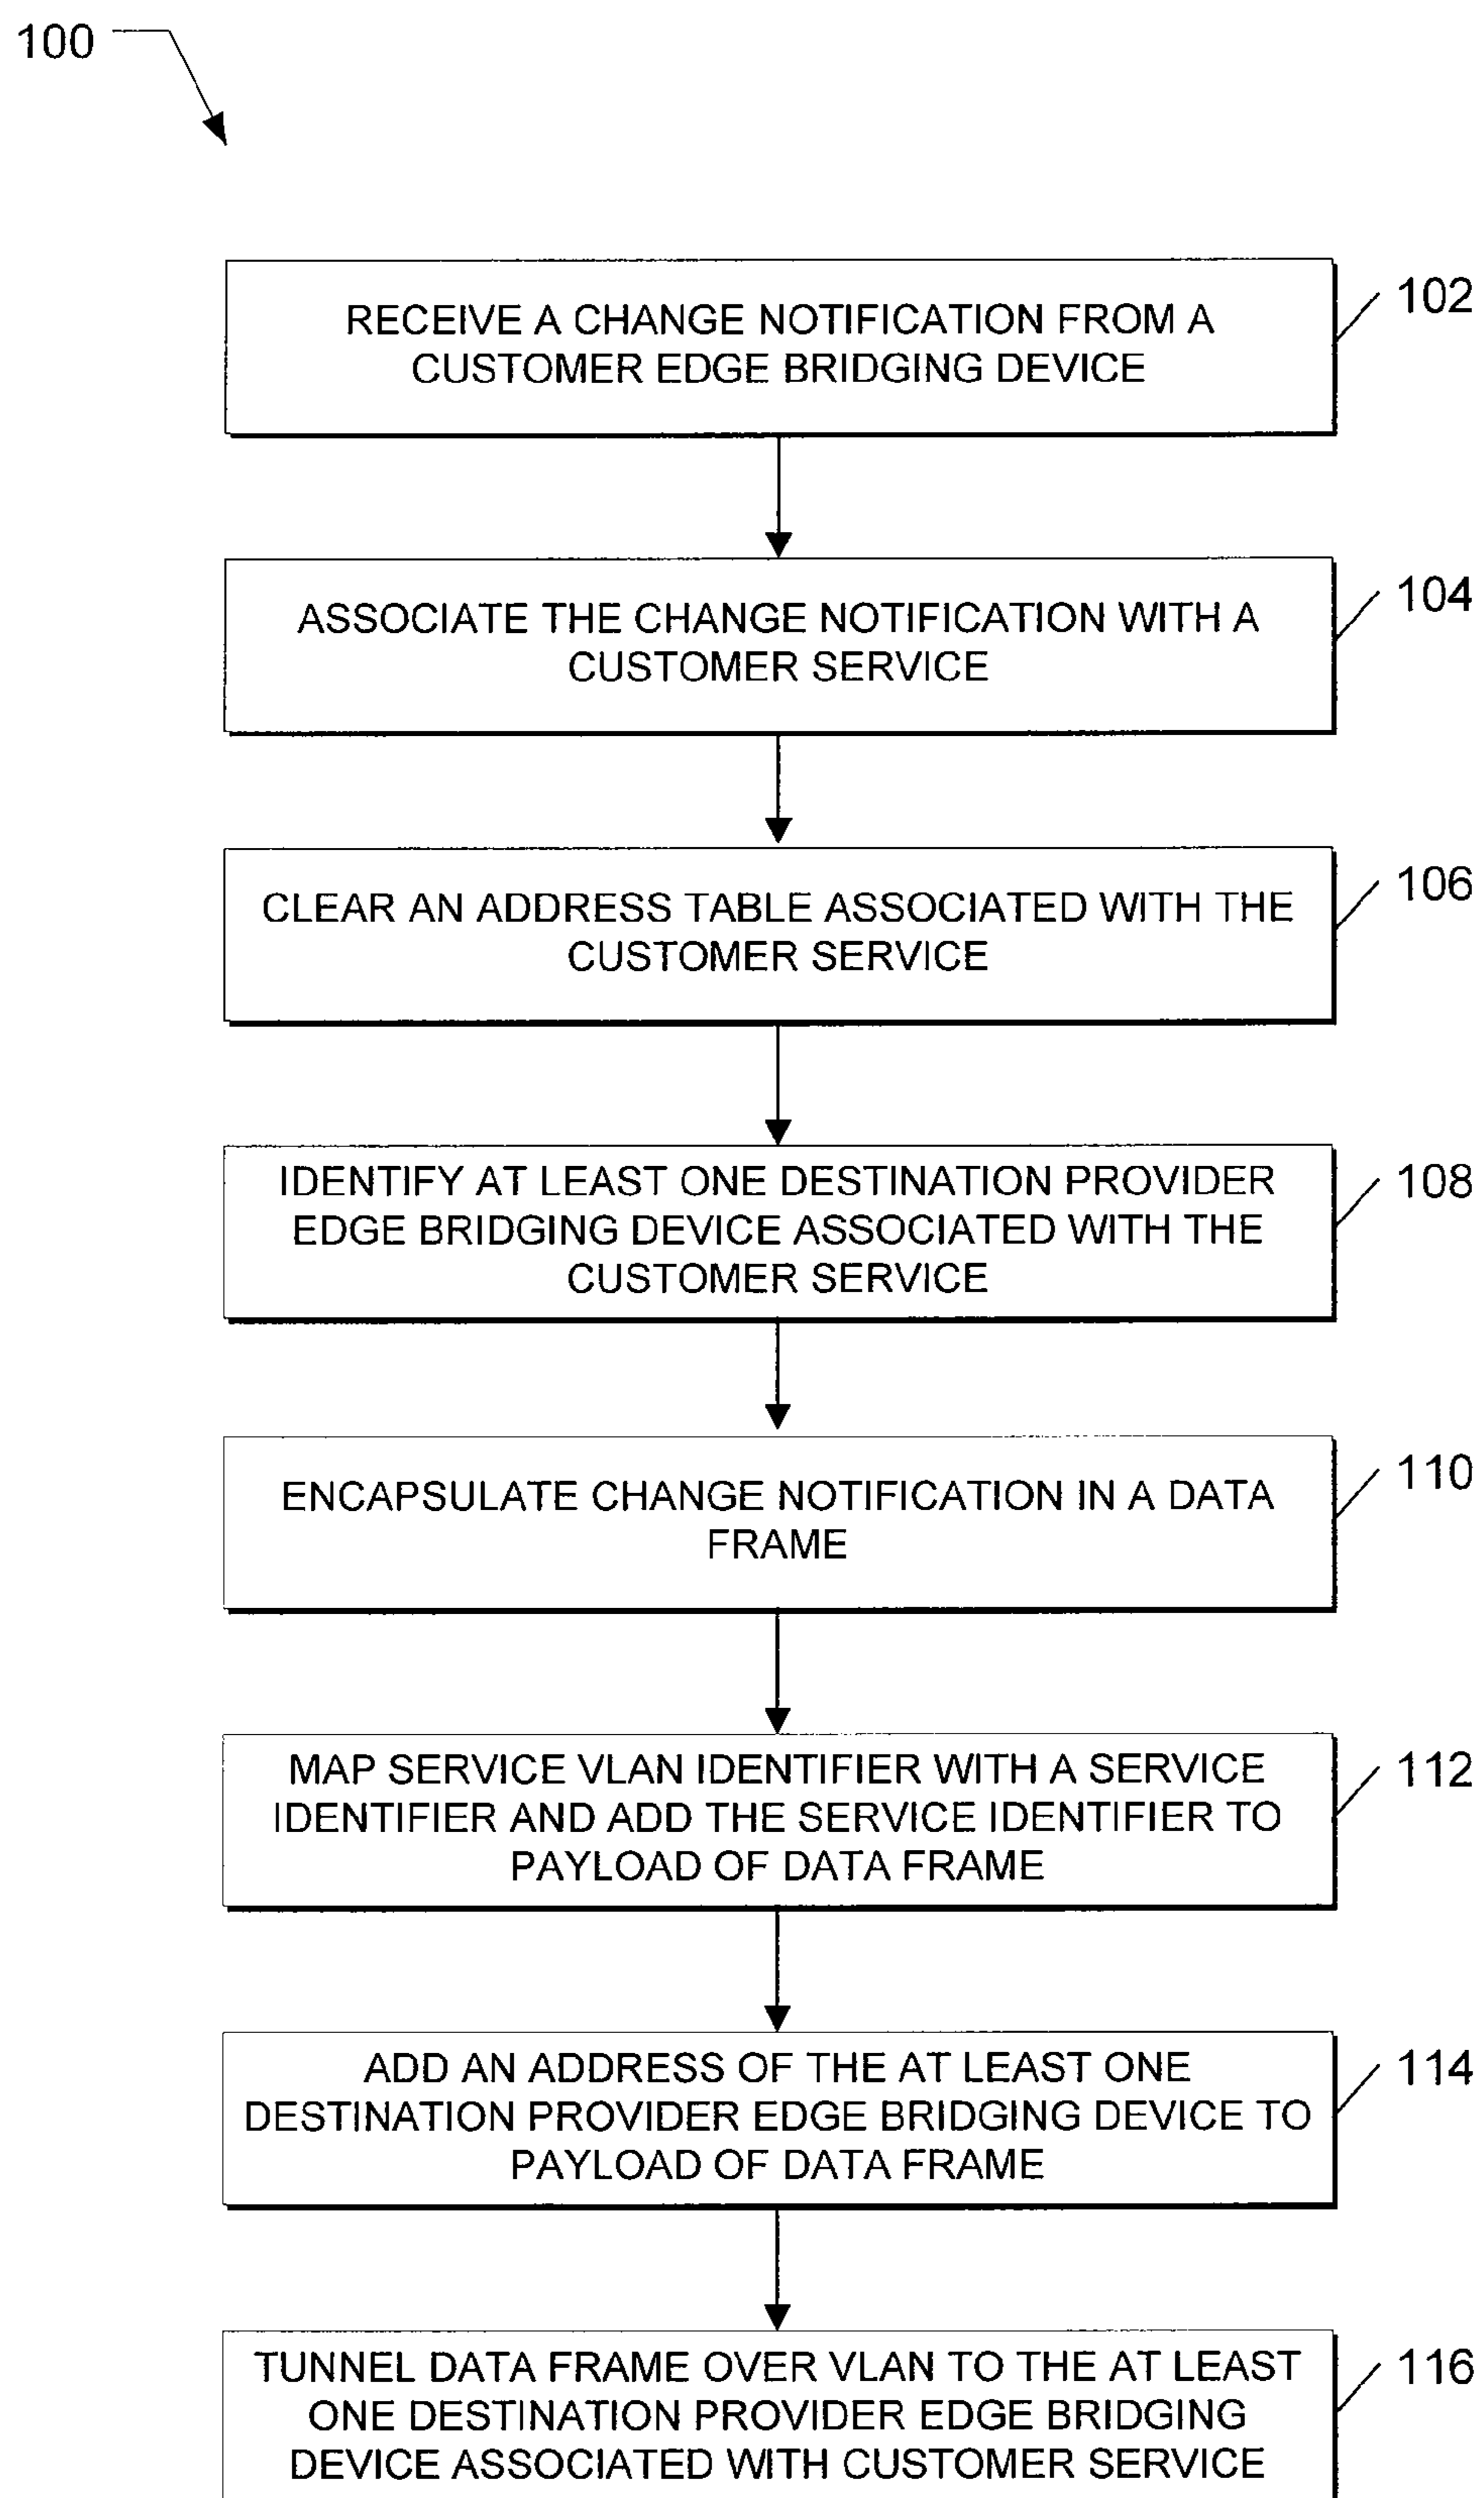 100
RECEIVE A CHANGE NOTIFICATION FROM A
CUSTOMER EDGE BRIDGING DEVICE
102
ASSOCIATE THE CHANGE NOTIFICATION WITH A
CUSTOMER SERVICE
104
CLEAR AN ADDRESS TABLE ASSOCIATED WITH THE
CUSTOMER SERVICE
106
IDENTIFY AT LEAST ONE DESTINATION PROVIDER
EDGE BRIDGING DEVICE ASSOCIATED WITH THE
CUSTOMER SERVICE
108
ENCAPSULATE CHANGE NOTIFICATION IN A DATA
FRAME
110
MAP SERVICE VLAN IDENTIFIER WITH A SERVICE
IDENTIFIER AND ADD THE SERVICE IDENTIFIER TO
PAYLOAD OF DATA FRAME
112
ADD AN ADDRESS OF THE AT LEAST ONE
DESTINATION PROVIDER EDGE BRIDGING DEVICE TO
PAYLOAD OF DATA FRAME
114
TUNNEL DATA FRAME OVER VLAN TO THE AT LEAST
ONE DESTINATION PROVIDER EDGE BRIDGING
DEVICE ASSOCIATED WITH CUSTOMER SERVICE
116